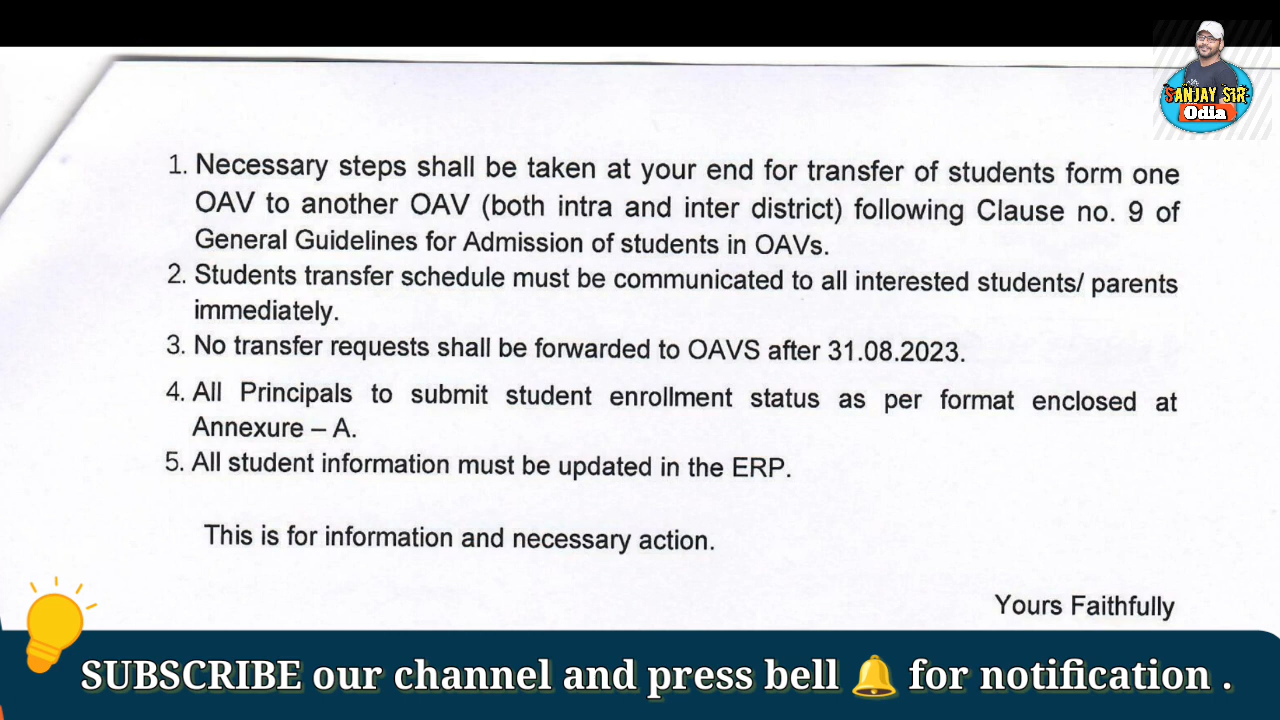 SANJAY SIR
Odia
1. Necessary steps shall be taken at your end for transfer of students form one
OAV to another OAV (both intra and inter district) following Clause no. 9 of
General Guidelines for Admission of students in OAVs.
2. Students transfer schedule must be communicated to all interested students/ parents
immediately.
3. No transfer requests shall be forwarded to OAVS after 31.08.2023.
4. All Principals to submit student enrollment status as per format enclosed at
Annexure – A.
5. All student information must be updated in the ERP.
This is for information and necessary action.
Yours Faithfully
SUBSCRIBE our channel and press bell 🔔 for notification .